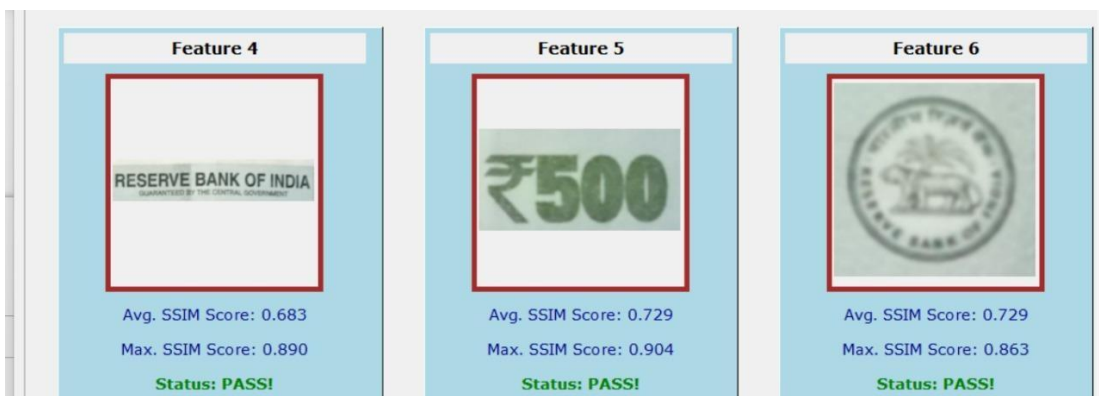 Feature 4
RESERVE BANK OF INDIA
GUARANTEED BY THE CENTRAL GOVERNMENT
Avg. SSIM Score: 0.683
Max. SSIM Score: 0.890
Status: PASS!
Feature 5
₹500
Avg. SSIM Score: 0.729
Max. SSIM Score: 0.904
Status: PASS!
Feature 6
भारतीय रिज़र्व बैंक
RESERVE BANK OF INDIA
Avg. SSIM Score: 0.729
Max. SSIM Score: 0.863
Status: PASS!